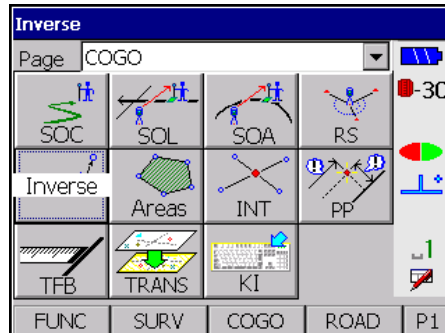 Inverse
Page COGO
-30
SOC SOL SOA RS
Inverse Areas INT PP
1
TFB TRANS KI
FUNC SURV COGO ROAD P1